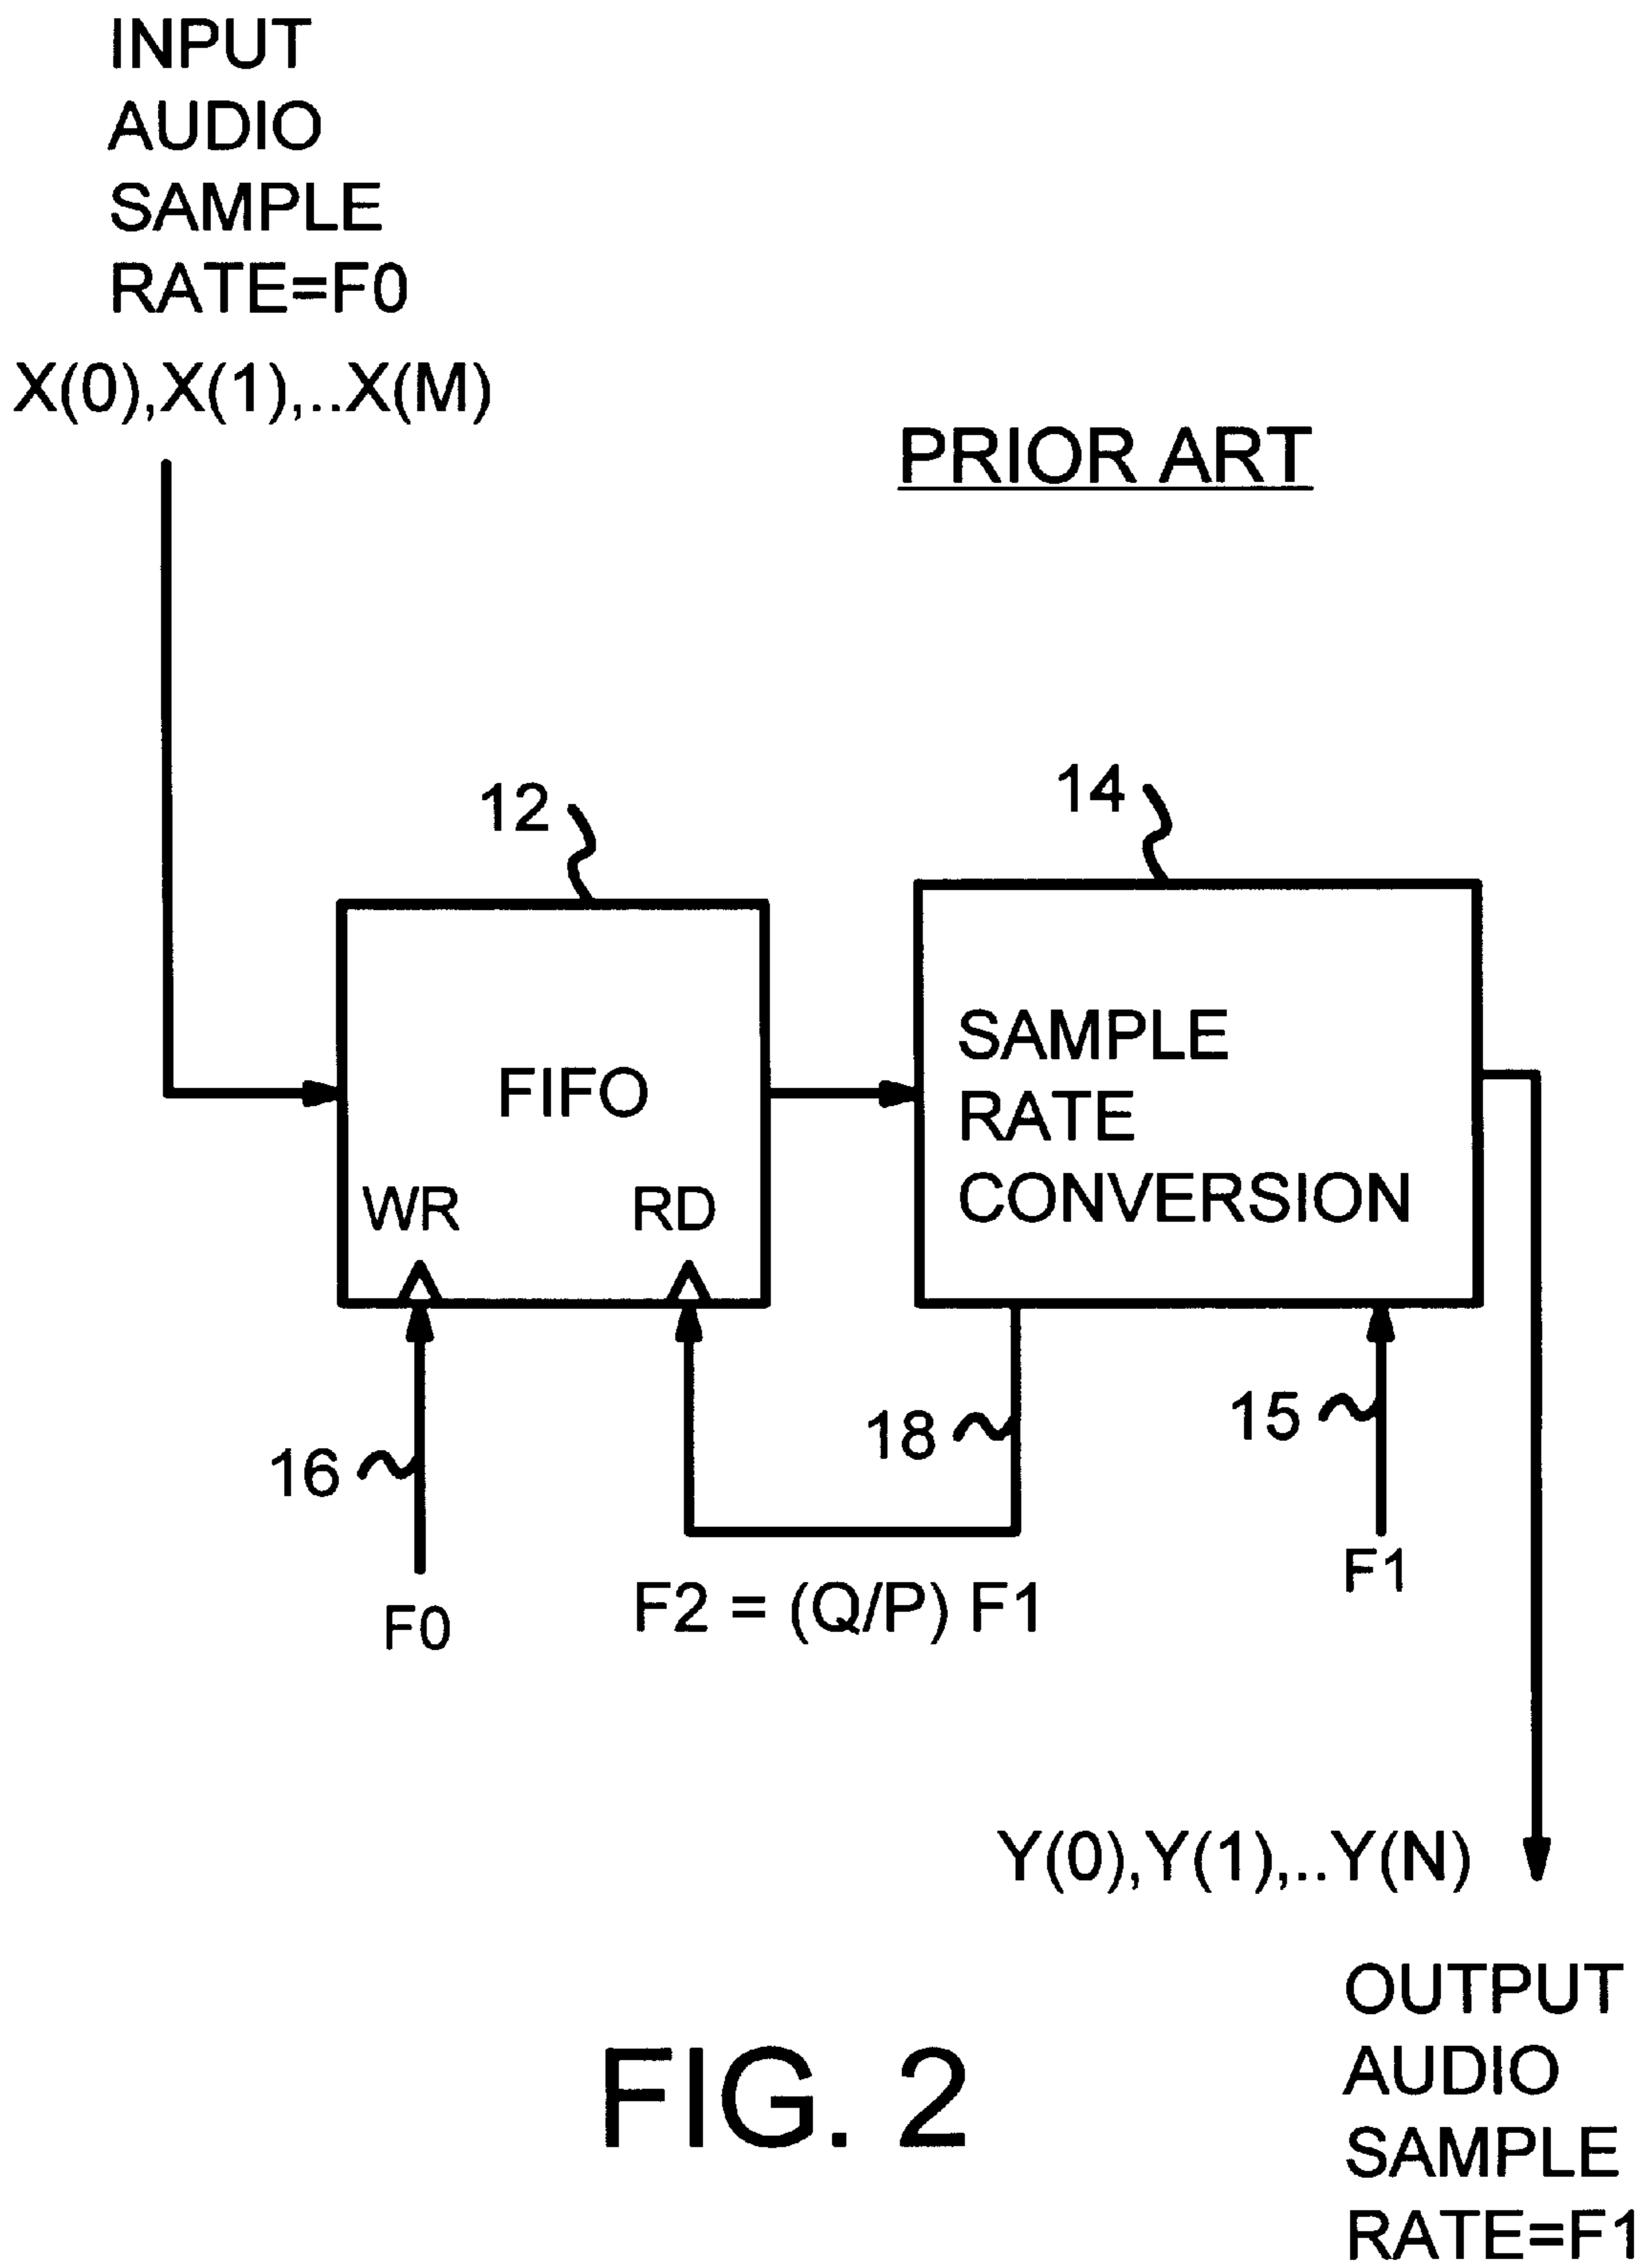 INPUT
AUDIO
SAMPLE
RATE=F0
X(0),X(1),..X(M)
PRIOR ART
12
14
FIFO
WR
RD
SAMPLE
RATE
CONVERSION
16
18
15
F0
F2 = (Q/P) F1
F1
Y(0),Y(1),..Y(N)
OUTPUT
AUDIO
SAMPLE
RATE=F1
FIG. 2